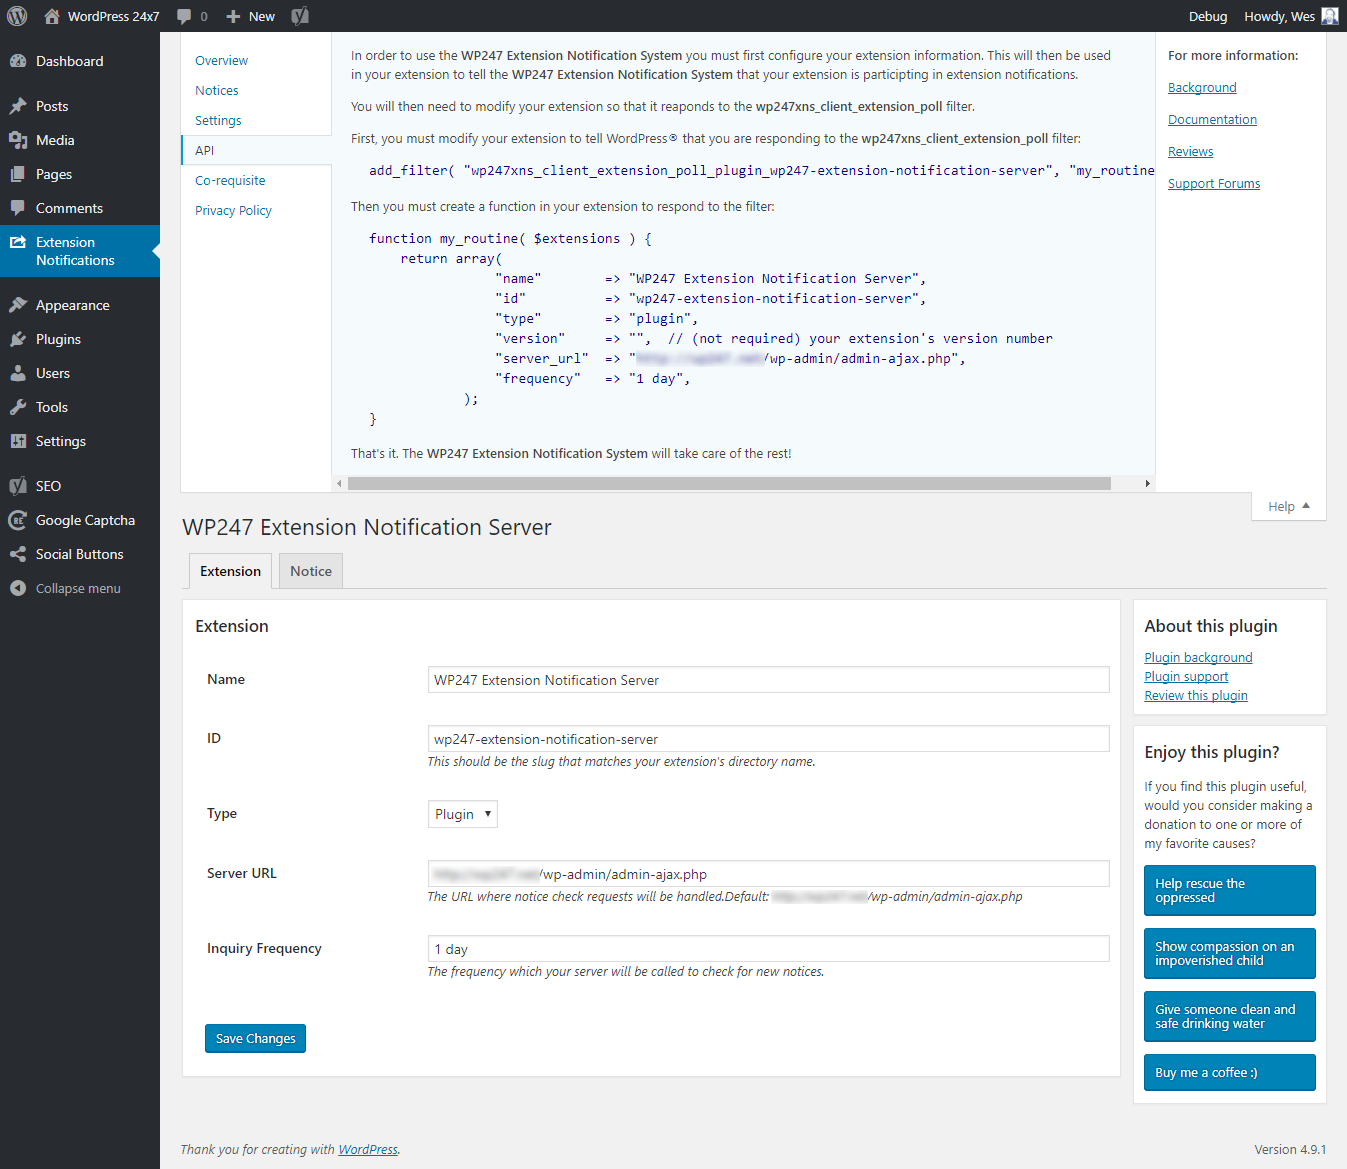 WordPress 24x7 0 New Debug Howdy, Wes
Dashboard
Posts
Media
Pages
Comments
Extension
Notifications
Appearance
Plugins
Users
Tools
Settings
SEO
Google Captcha
Social Buttons
Collapse menu
Overview
Notices
Settings
API
Co-requisite
Privacy Policy
In order to use the WP247 Extension Notification System you must first configure your extension information. This will then be used
in your extension to tell the WP247 Extension Notification System that your extension is particpting in extension notifications.
You will then need to modify your extension so that it reaponds to the wp247xns_client_extension_poll filter.
First, you must modify your extension to tell WordPress® that you are responding to the wp247xns_client_extension_poll filter:
add_filter( "wp247xns_client_extension_poll_plugin_wp247-extension-notification-server", "my_routine
Then you must create a function in your extension to respond to the filter:
function my_routine( $extensions ) {
return array(
"name" => "WP247 Extension Notification Server",
"id" => "wp247-extension-notification-server",
"type" => "plugin",
"version" => "", // (not required) your extension's version number
"server_url" => " /wp-admin/admin-ajax.php",
"frequency" => "1 day",
);
}
That's it. The WP247 Extension Notification System will take care of the rest!
For more information:
Background
Documentation
Reviews
Support Forums
Help
WP247 Extension Notification Server
Extension Notice
Extension
Name WP247 Extension Notification Server
ID wp247-extension-notification-server
This should be the slug that matches your extension's directory name.
Type Plugin
Server URL /wp-admin/admin-ajax.php
The URL where notice check requests will be handled.Default: /wp-admin/admin-ajax.php
Inquiry Frequency 1 day
The frequency which your server will be called to check for new notices.
Save Changes
About this plugin
Plugin background
Plugin support
Review this plugin
Enjoy this plugin?
If you find this plugin useful,
would you consider making a
donation to one or more of
my favorite causes?
Help rescue the
oppressed
Show compassion on an
impoverished child
Give someone clean and
safe drinking water
Buy me a coffee :)
Thank you for creating with WordPress. Version 4.9.1